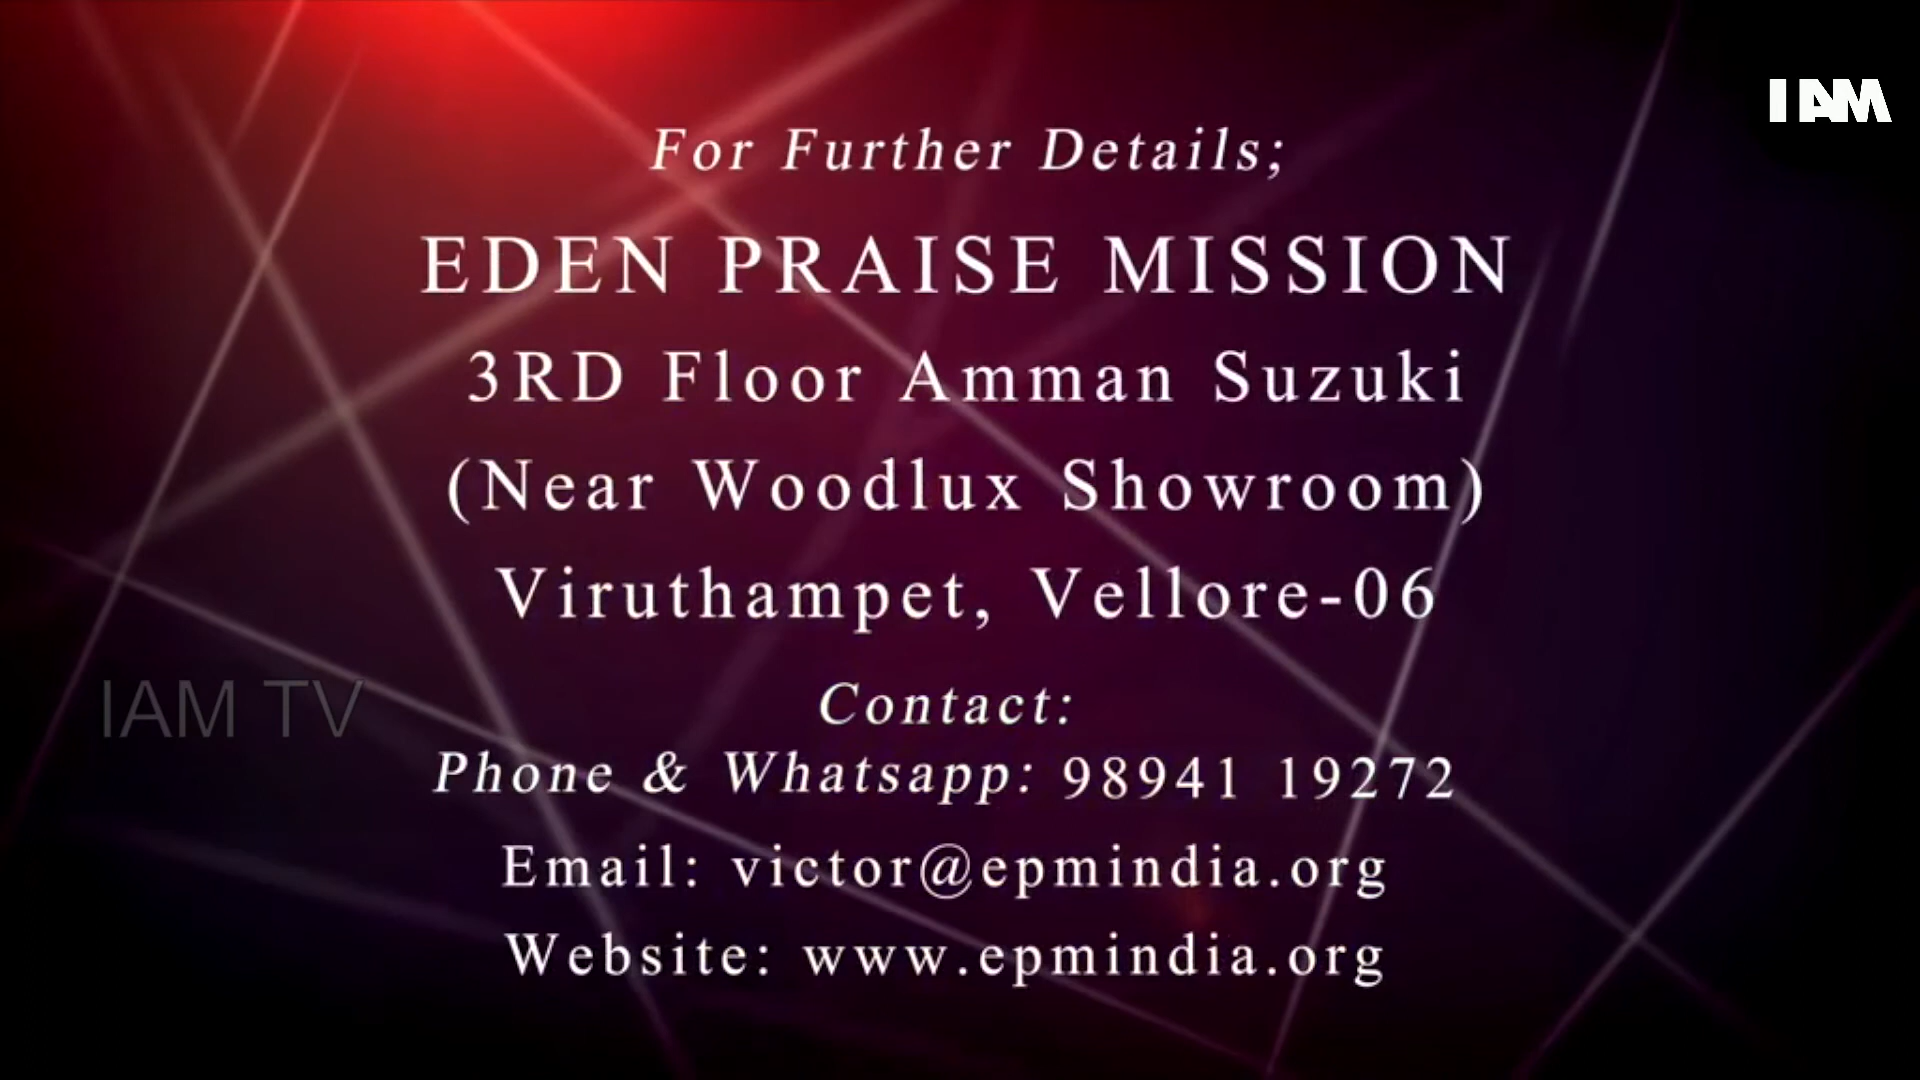 I AM
For Further Details;
EDEN PRAISE MISSION
3RD Floor Amman Suzuki
(Near Woodlux Showroom)
Viruthampet, Vellore-06
IAM TV
Contact:
Phone & Whatsapp: 98941 19272
Email: victor@epmindia.org
Website: www.epmindia.org